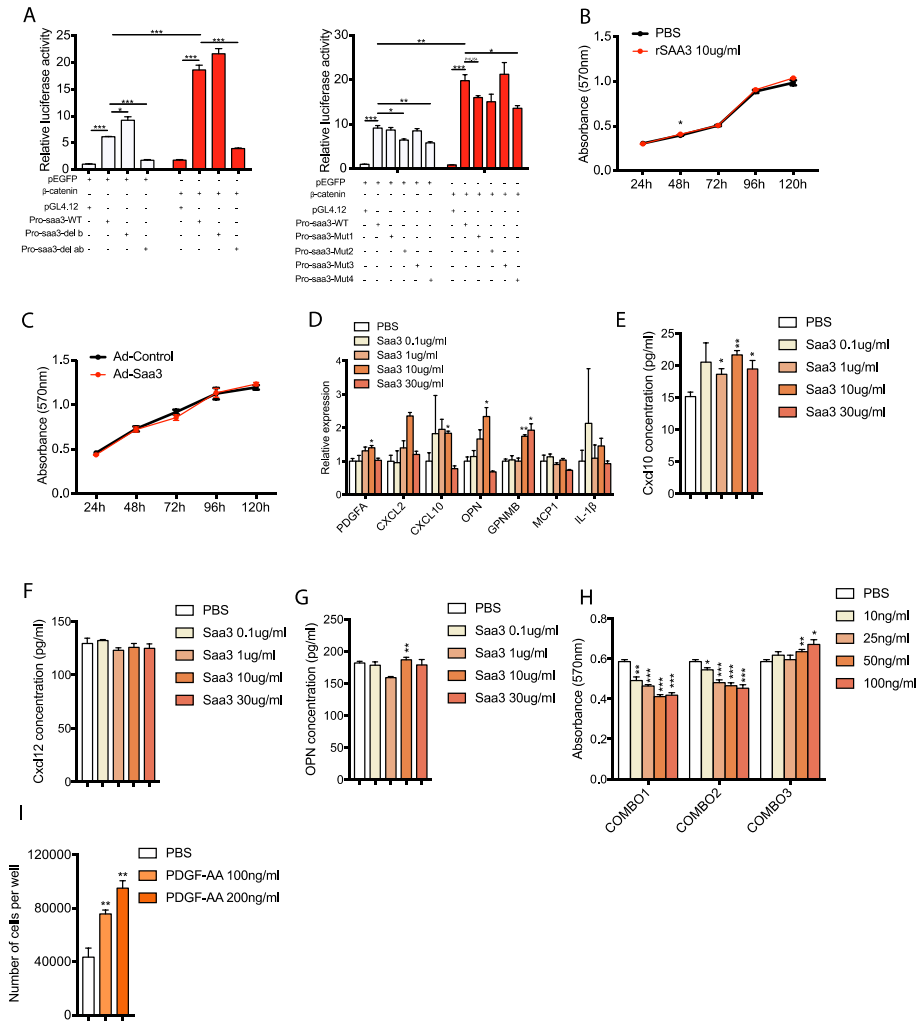 A
Relative luciferase activity
25
20
15
10
5
0
***
***
***
*
***
***
pEGFP + + + + - - - -
β-catenin - - - - + + + +
pGL4.12 + - - - + - - -
Pro-saa3-WT - + - - - + - -
Pro-saa3-del b - - + - - - + -
Pro-saa3-del ab - - - + - - - +
Relative luciferase activity
30
20
10
0
**
*
**
*
***
***
pEGFP + + + + + + - - - - - -
β-catenin - - - - - - + + + + + +
pGL4.12 + - - - - - + - - - - -
Pro-saa3-WT - + - - - - - + - - - -
Pro-saa3-Mut1 - - + - - - - - + - - -
Pro-saa3-Mut2 - - - + - - - - - + - -
Pro-saa3-Mut3 - - - - + - - - - - + -
Pro-saa3-Mut4 - - - - - + - - - - - +
B
PBS
rSAA3 10ug/ml
Absorbance (570nm)
1.5
1.0
0.5
0.0
*
24h 48h 72h 96h 120h
C
Ad-Control
Ad-Saa3
Absorbance (570nm)
1.5
1.0
0.5
0.0
24h 48h 72h 96h 120h
D
PBS
Saa3 0.1ug/ml
Saa3 1ug/ml
Saa3 10ug/ml
Saa3 30ug/ml
Relative expression
4
3
2
1
0
* * * ** *
PDGFA CXCL2 CXCL10 OPN GPNMB MCP1 IL-1β
E
PBS
Saa3 0.1ug/ml
Saa3 1ug/ml
Saa3 10ug/ml
Saa3 30ug/ml
Cxcl10 concentration (pg/ml)
30
20
10
0
* ** *
F
PBS
Saa3 0.1ug/ml
Saa3 1ug/ml
Saa3 10ug/ml
Saa3 30ug/ml
Cxcl12 concentration (pg/ml)
150
100
50
0
G
PBS
Saa3 0.1ug/ml
Saa3 1ug/ml
Saa3 10ug/ml
Saa3 30ug/ml
OPN concentration (pg/ml)
250
200
150
100
50
0
**
H
PBS
10ng/ml
25ng/ml
50ng/ml
100ng/ml
Absorbance (570nm)
0.8
0.6
0.4
0.2
0.0
** *** *** *** * *** *** *** ** *
COMBO1 COMBO2 COMBO3
I
PBS
PDGF-AA 100ng/ml
PDGF-AA 200ng/ml
Number of cells per well
120000
80000
40000
0
** **